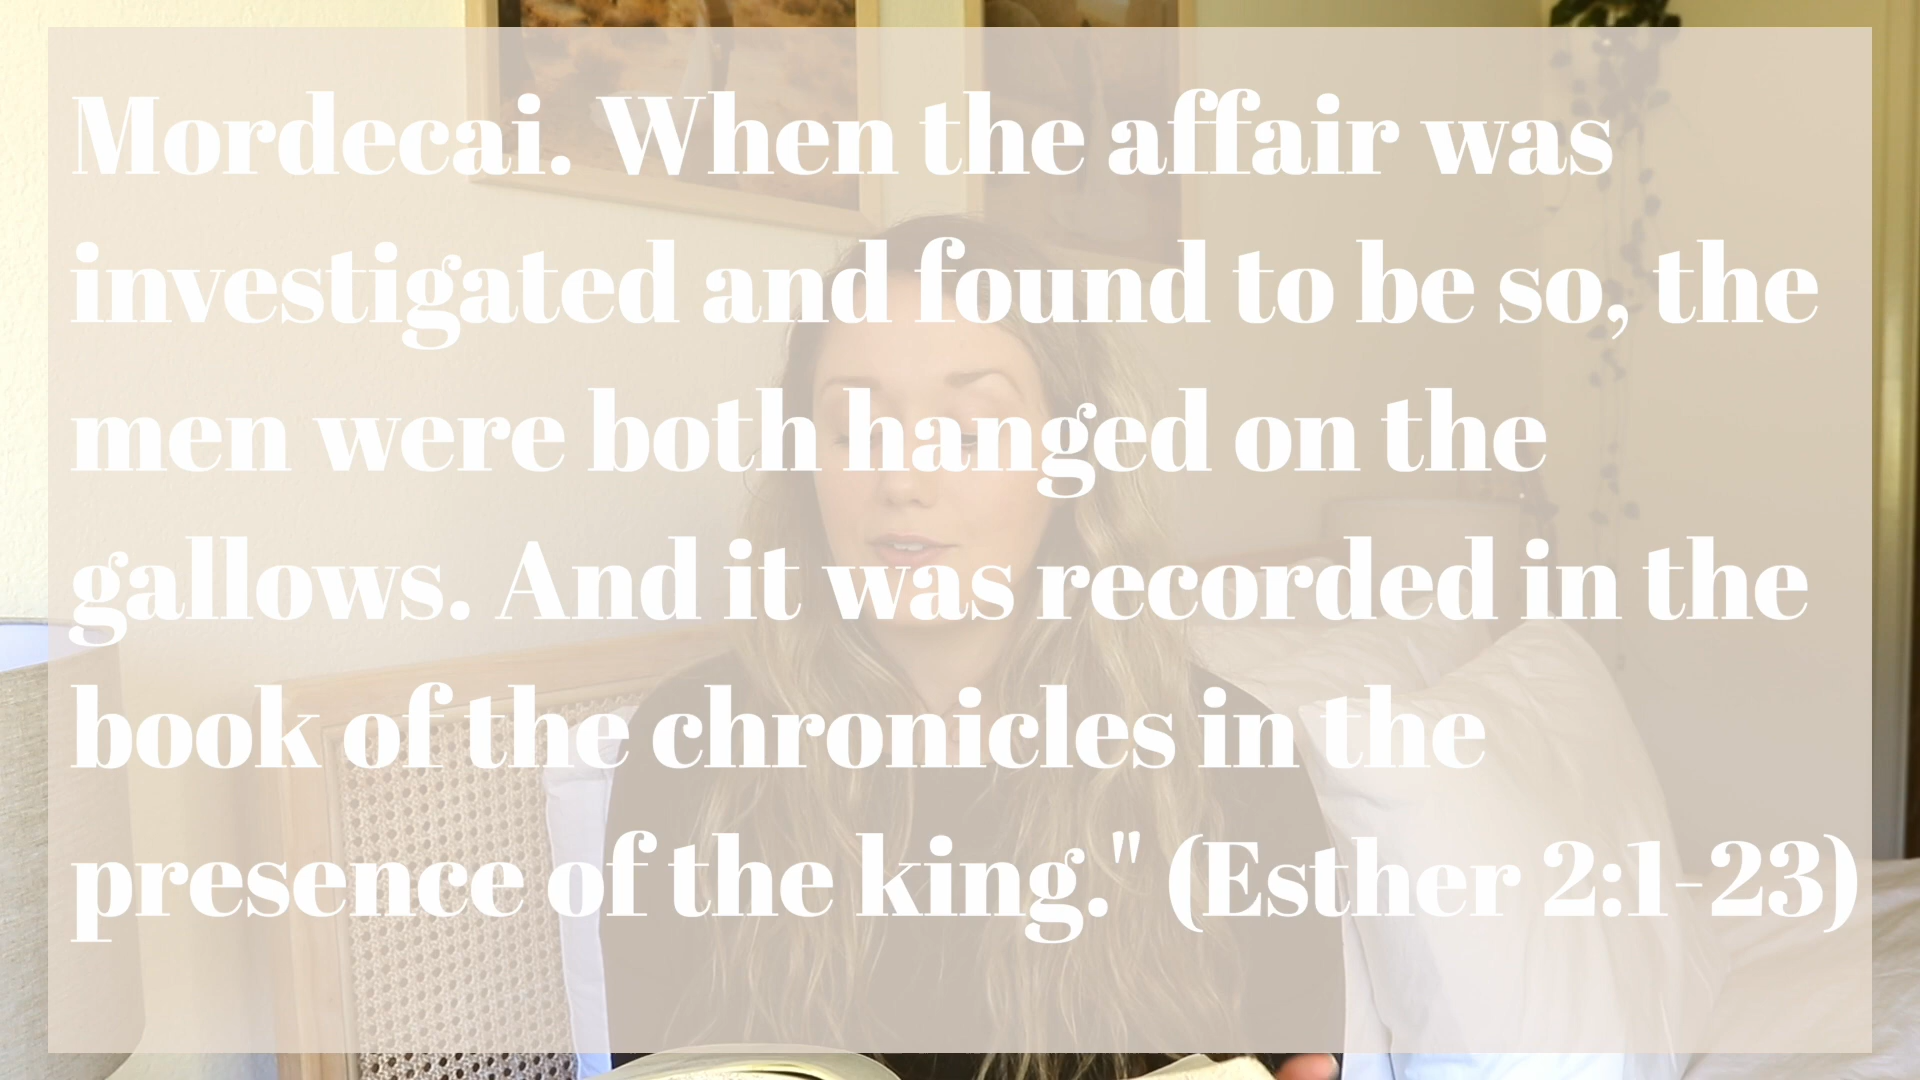 Mordecai. When the affair was
investigated and found to be so, the
men were both hanged on the
gallows. And it was recorded in the
book of the chronicles in the
presence of the king." (Esther 2:1-23)